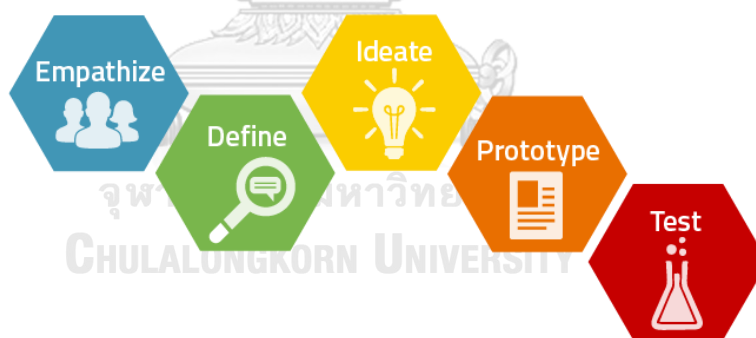 Empathize
Define
Ideate
Prototype
Test
CHULALONGKORN UNIVERSITY